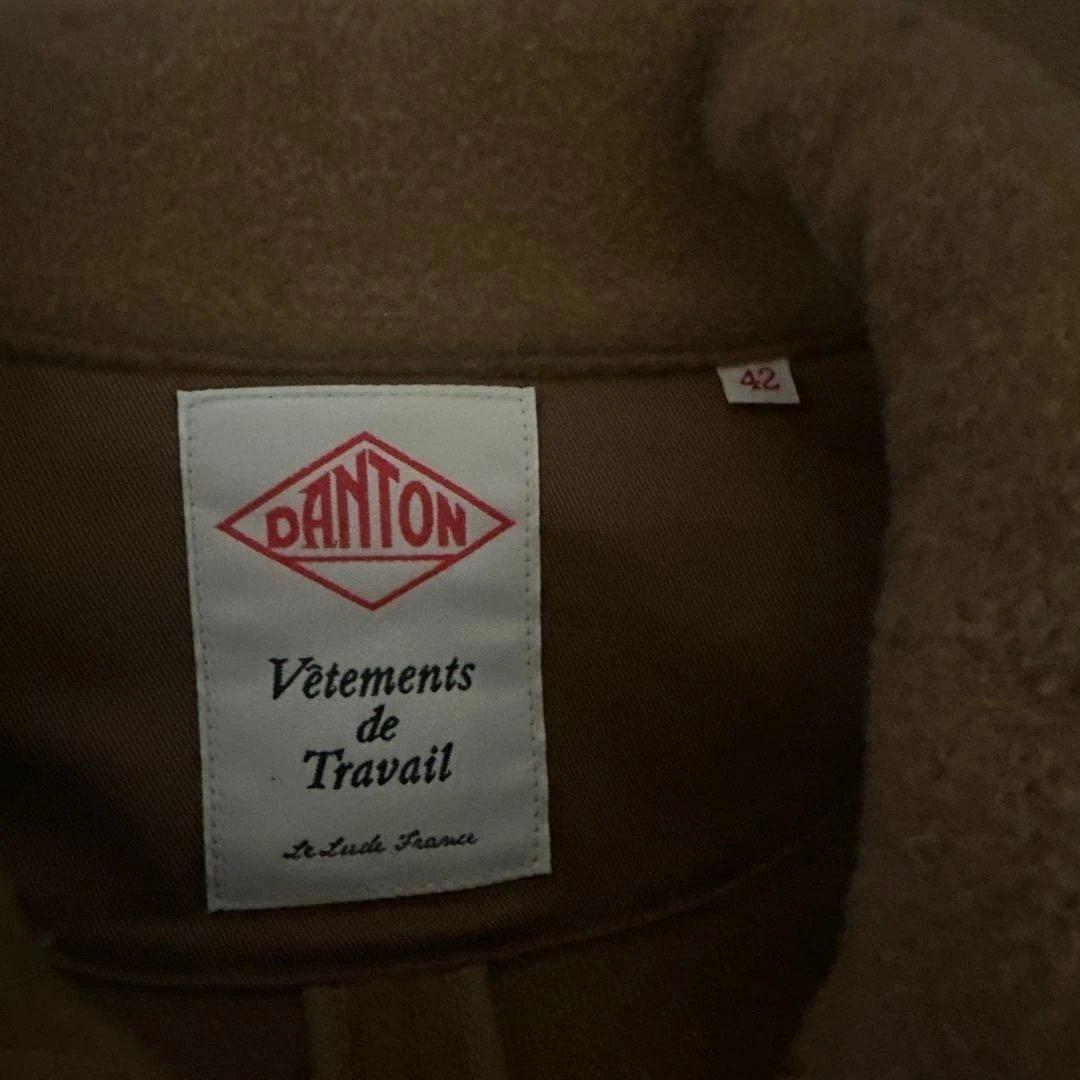 42
DANTON
Vêtements
de
Travail
Le Lude France